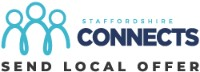 STAFFORDSHIRE
CONNECTS
SEND LOCAL OFFER